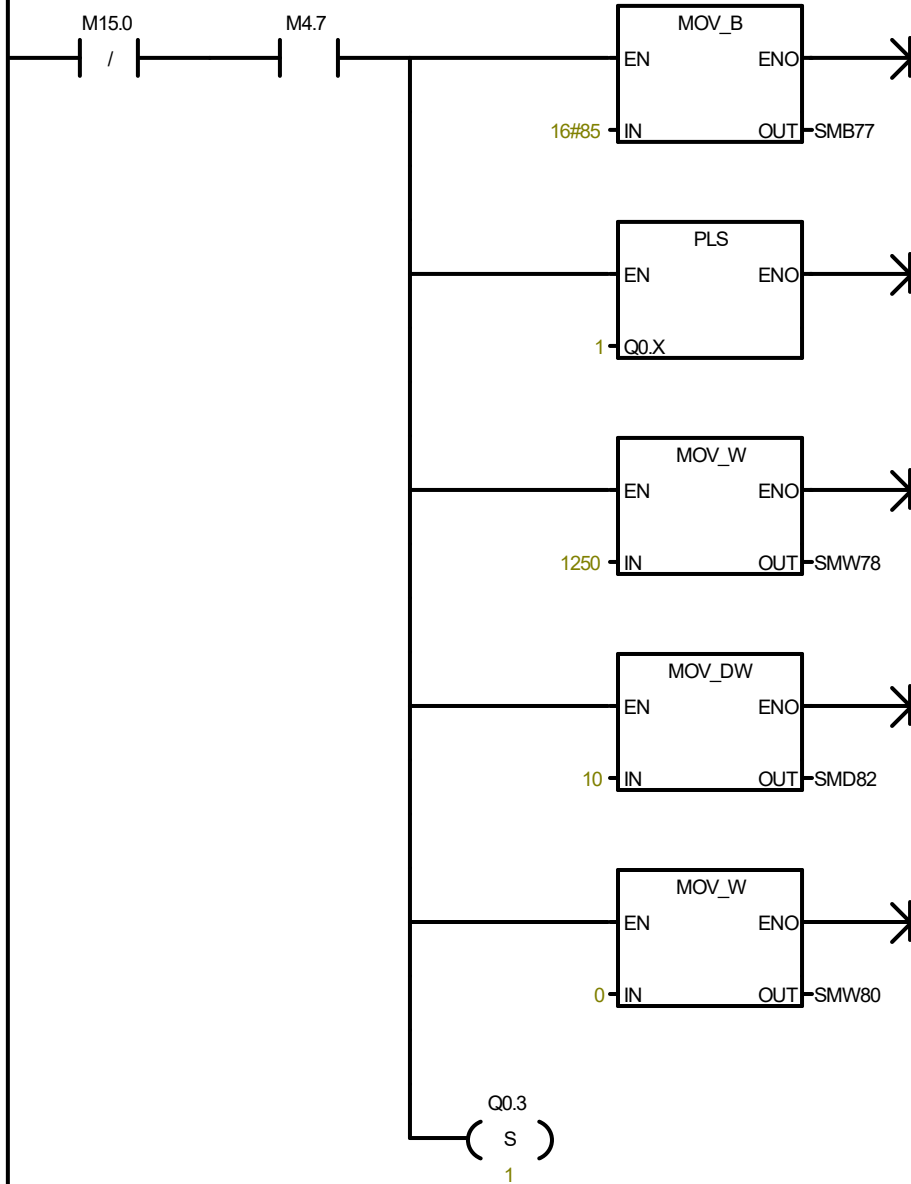 M15.0 M4.7 MOV_B
/ EN ENO
16#85 IN OUT SMB77
PLS
EN ENO
1 Q0.X
MOV_W
EN ENO
1250 IN OUT SMW78
MOV_DW
EN ENO
10 IN OUT SMD82
MOV_W
EN ENO
0 IN OUT SMW80
Q0.3
S
1